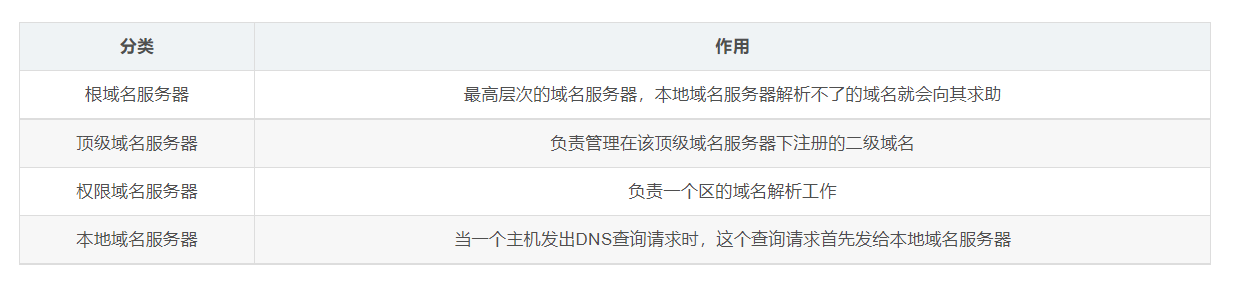 分类 作用
根域名服务器 最高层次的域名服务器，本地域名服务器解析不了的域名就会向其求助
顶级域名服务器 负责管理在该顶级域名服务器下注册的二级域名
权限域名服务器 负责一个区的域名解析工作
本地域名服务器 当一个主机发出DNS查询请求时，这个查询请求首先发给本地域名服务器